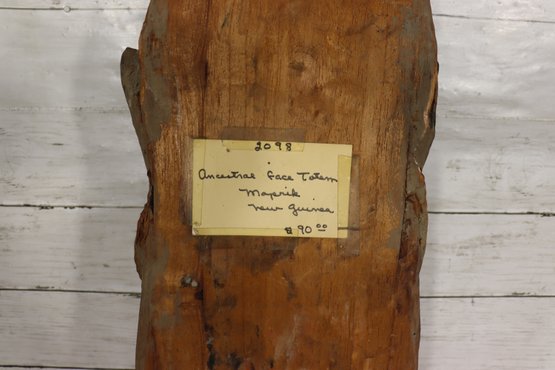 2098
Ancestral Face Totem
Maprik
New Guinea
$90.00